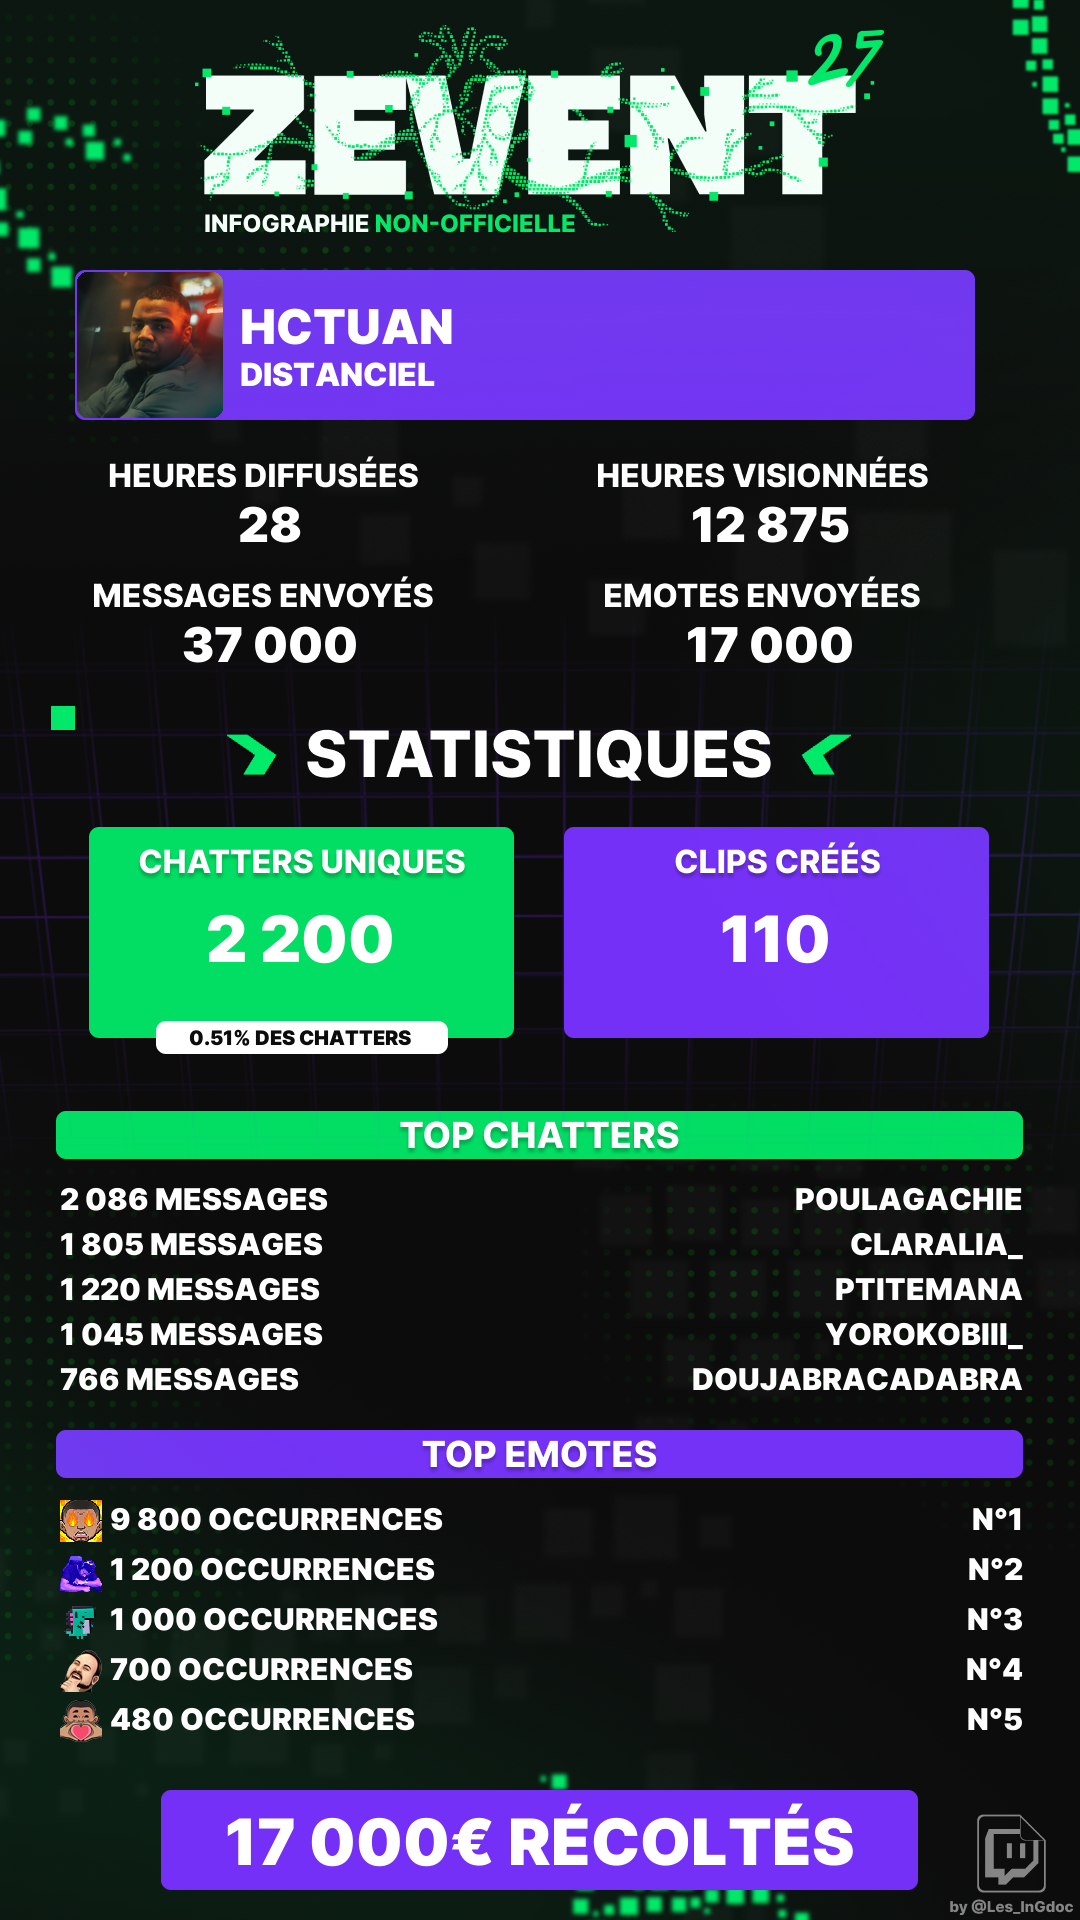 ZEVENT
25
INFOGRAPHIE NON-OFFICIELLE
HCTUAN
DISTANCIEL
HEURES DIFFUSÉES
28
HEURES VISIONNÉES
12 875
MESSAGES ENVOYÉS
37 000
EMOTES ENVOYÉES
17 000
STATISTIQUES
CHATTERS UNIQUES
2 200
0.51% DES CHATTERS
CLIPS CRÉÉS
110
TOP CHATTERS
2 086 MESSAGES POULAGACHIE
1 805 MESSAGES CLARALIA_
1 220 MESSAGES PTITEMANA
1 045 MESSAGES YOROKOBIII_
766 MESSAGES DOUJABRACADABRA
TOP EMOTES
9 800 OCCURRENCES N°1
1 200 OCCURRENCES N°2
1 000 OCCURRENCES N°3
700 OCCURRENCES N°4
480 OCCURRENCES N°5
17 000€ RÉCOLTÉS
by @Les_InGdoc